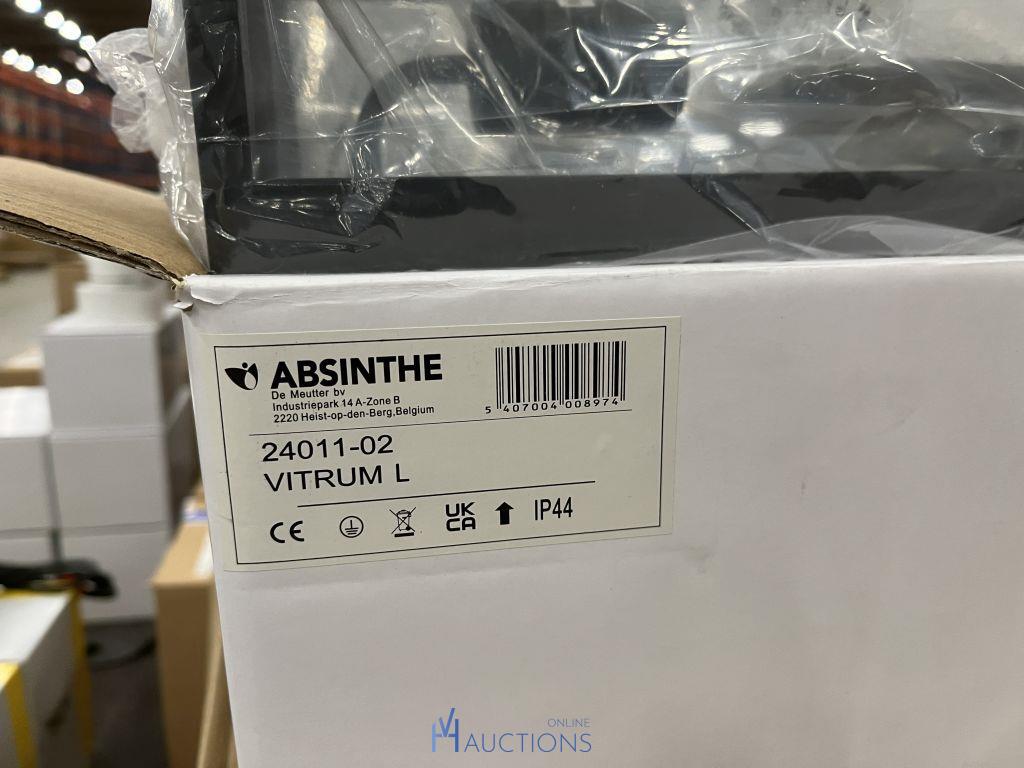 ABSINTHE
De Meutter bv
Industriepark 14 A-Zone B
2220 Heist-op-den-Berg,Belgium
5 407004 008974
24011-02
VITRUM L
CE
UK
CA
IP44
VH ONLINE
AUCTIONS